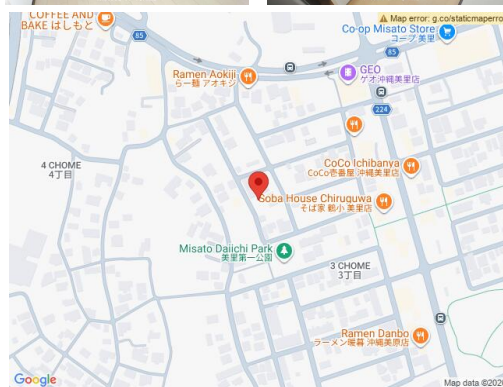 Map error: g.co/staticmaperro
COFFEE AND
BAKE はしもと
Co-op Misato Store
コープ美里
85
Ramen Aokiji
らー麺 アオキジ
85
GEO
ゲオ沖縄美里店
224
4 CHOME
4丁目
CoCo Ichibanya
CoCo壱番屋 沖縄美里店
Soba House Chiruguwa
そば家 鶴小 美里店
Misato Daiichi Park
美里第一公園
3 CHOME
3丁目
Ramen Danbo
ラーメン暖暮 沖縄美原店
Google
Map data ©202